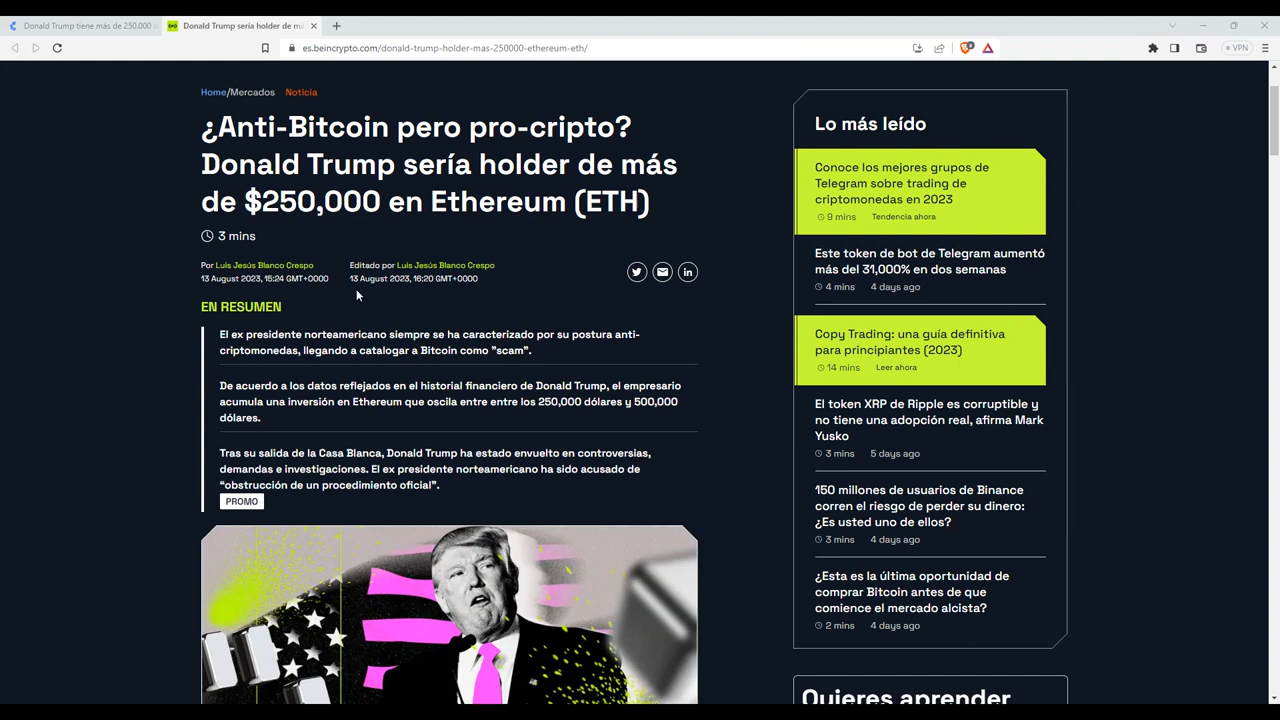 Donald Trump tiene más de 250.000
Donald Trump sería holder de m
es.beincrypto.com/donald-trump-holder-mas-250000-ethereum-eth/
VPN
Home/Mercados Noticia
¿Anti-Bitcoin pero pro-cripto?
Donald Trump sería holder de más
de $250,000 en Ethereum (ETH)
3 mins
Por Luis Jesús Blanco Crespo
13 August 2023, 15:24 GMT+0000
Editado por Luis Jesús Blanco Crespo
13 August 2023, 16:20 GMT+0000
EN RESUMEN
El ex presidente norteamericano siempre se ha caracterizado por su postura anti-
criptomonedas, llegando a catalogar a Bitcoin como "scam".
De acuerdo a los datos reflejados en el historial financiero de Donald Trump, el empresario
acumula una inversión en Ethereum que oscila entre entre los 250,000 dólares y 500,000
dólares.
Tras su salida de la Casa Blanca, Donald Trump ha estado envuelto en controversias,
demandas e investigaciones. El ex presidente norteamericano ha sido acusado de
“obstrucción de un procedimiento oficial”.
PROMO
Lo más leído
Conoce los mejores grupos de
Telegram sobre trading de
criptomonedas en 2023
9 mins Tendencia ahora
Este token de bot de Telegram aumentó
más del 31,000% en dos semanas
4 mins 4 days ago
Copy Trading: una guía definitiva
para principiantes (2023)
14 mins Leer ahora
El token XRP de Ripple es corruptible y
no tiene una adopción real, afirma Mark
Yusko
3 mins 5 days ago
150 millones de usuarios de Binance
corren el riesgo de perder su dinero:
¿Es usted uno de ellos?
3 mins 4 days ago
¿Esta es la última oportunidad de
comprar Bitcoin antes de que
comience el mercado alcista?
2 mins 4 days ago
Quieres aprender